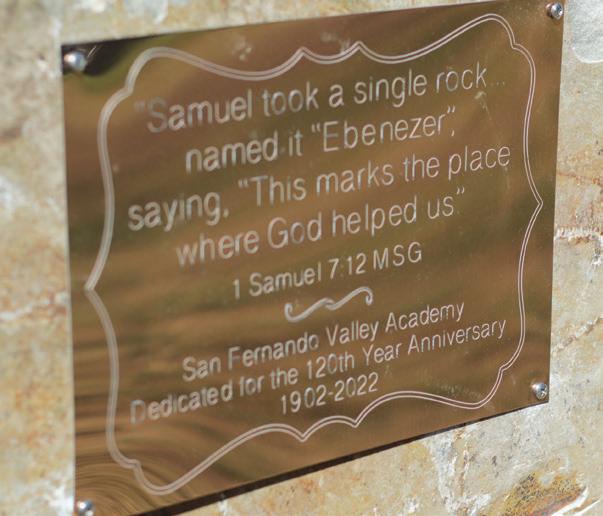 "Samuel took a single rock...
named it "Ebenezer",
saying, "This marks the place
where God helped us"
1 Samuel 7:12 MSG
San Fernando Valley Academy
Dedicated for the 120th Year Anniversary
1902-2022